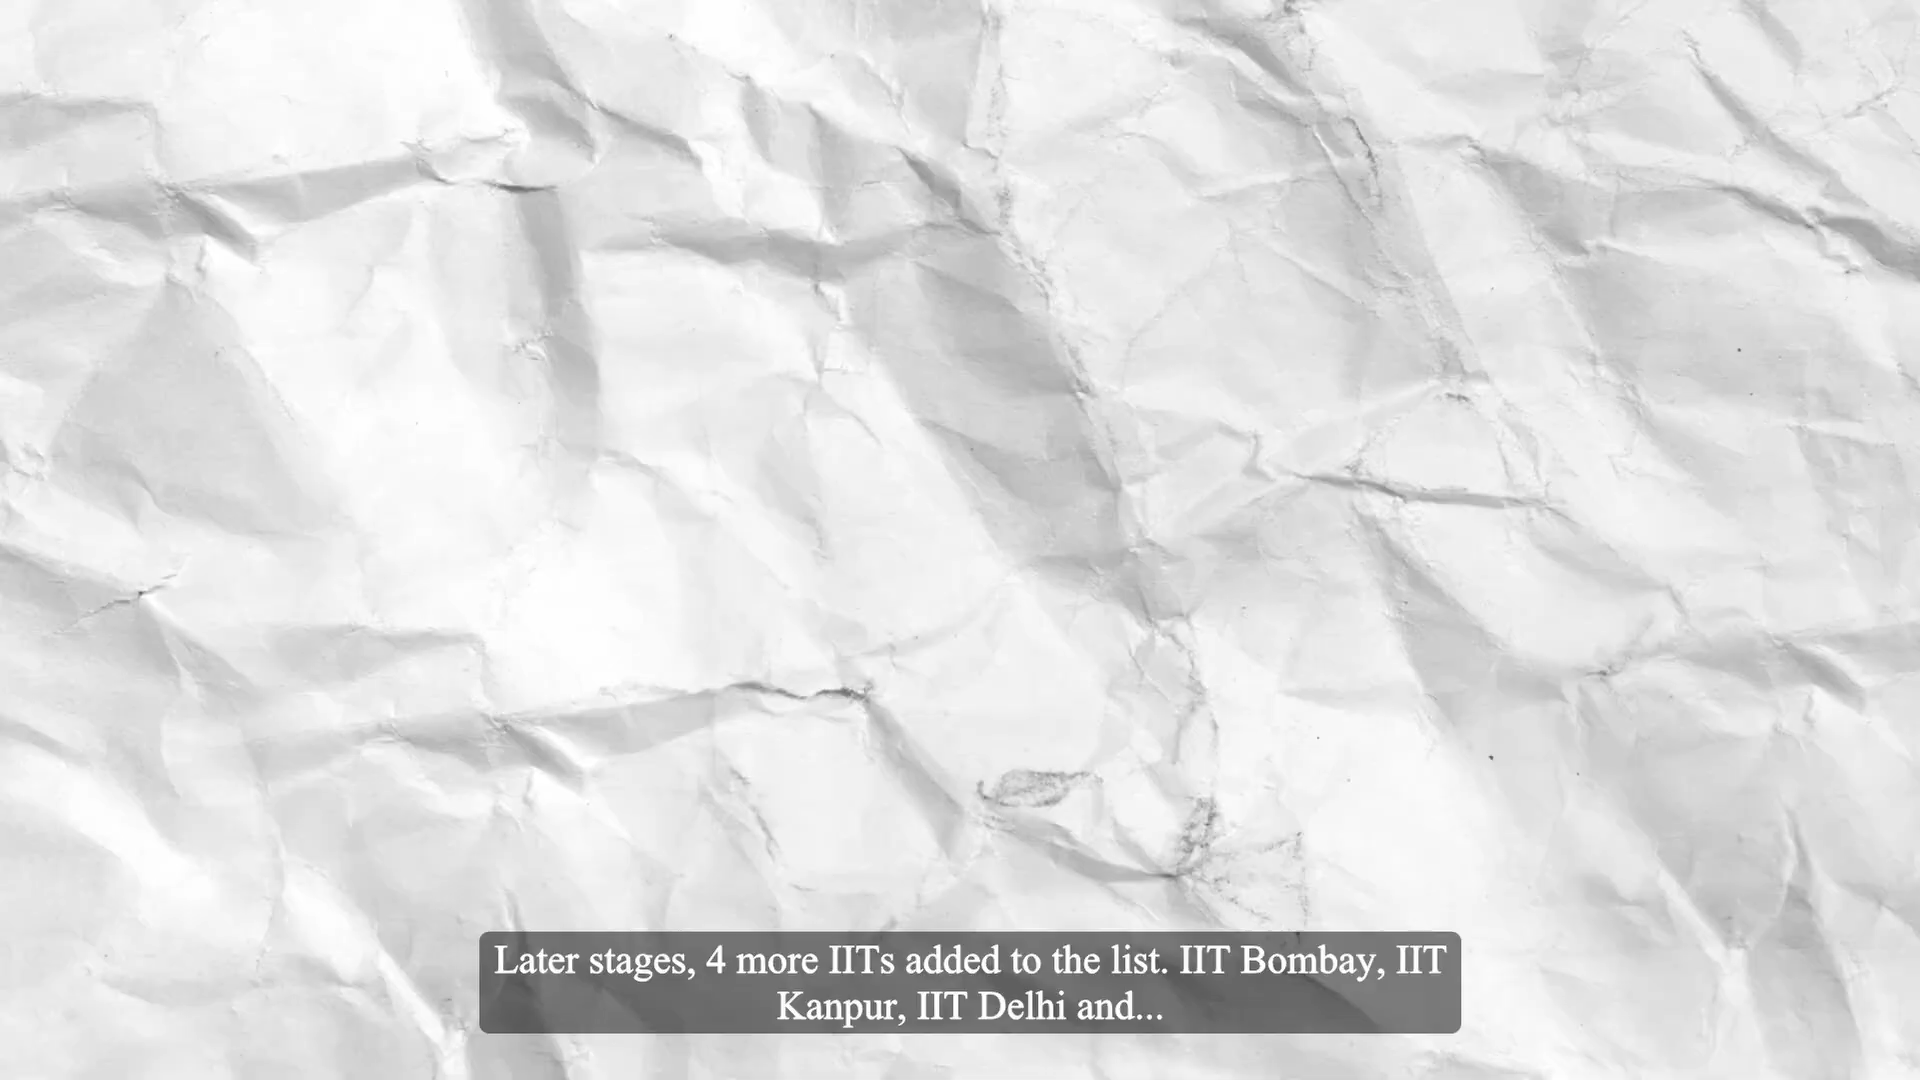 Later stages, 4 more IITs added to the list. IIT Bombay, IIT
Kanpur, IIT Delhi and...